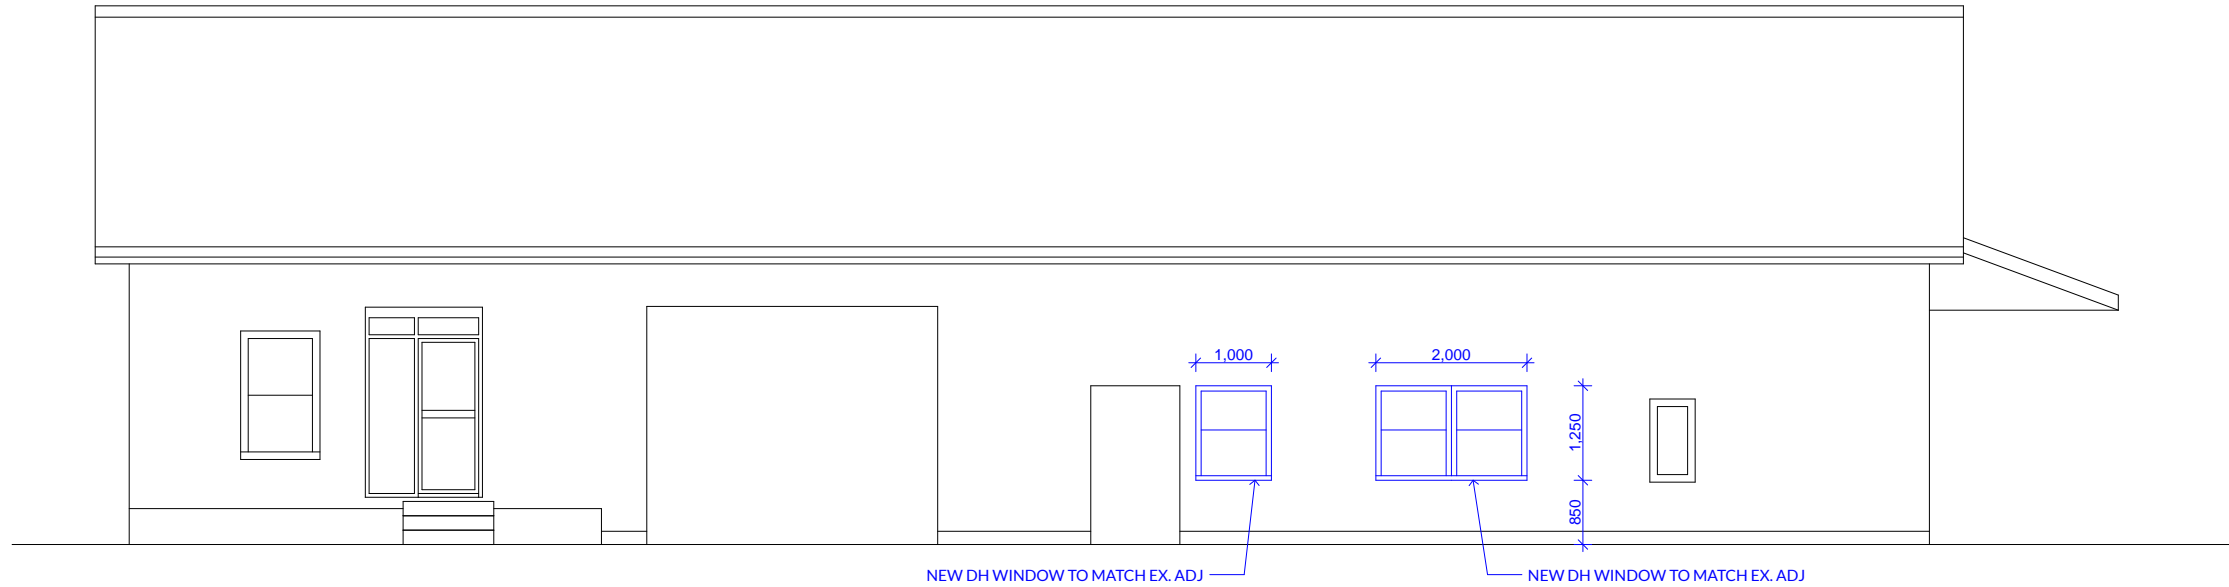 1,000
2,000
1,250
850
NEW DH WINDOW TO MATCH EX. ADJ
NEW DH WINDOW TO MATCH EX. ADJ